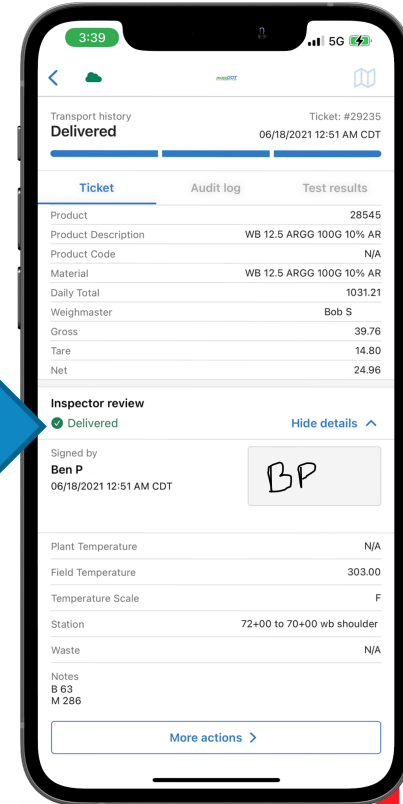 3:39 5G
Transport history Ticket: #29235
Delivered 06/18/2021 12:51 AM CDT
Ticket Audit log Test results
Product 28545
Product Description WB 12.5 ARGG 100G 10% AR
Product Code N/A
Material WB 12.5 ARGG 100G 10% AR
Daily Total 1031.21
Weighmaster Bob S
Gross 39.76
Tare 14.80
Net 24.96
Inspector review
Delivered Hide details
Signed by
Ben P
06/18/2021 12:51 AM CDT
BP
Plant Temperature N/A
Field Temperature 303.00
Temperature Scale F
Station 72+00 to 70+00 wb shoulder
Waste N/A
Notes
B 63
M 286
More actions